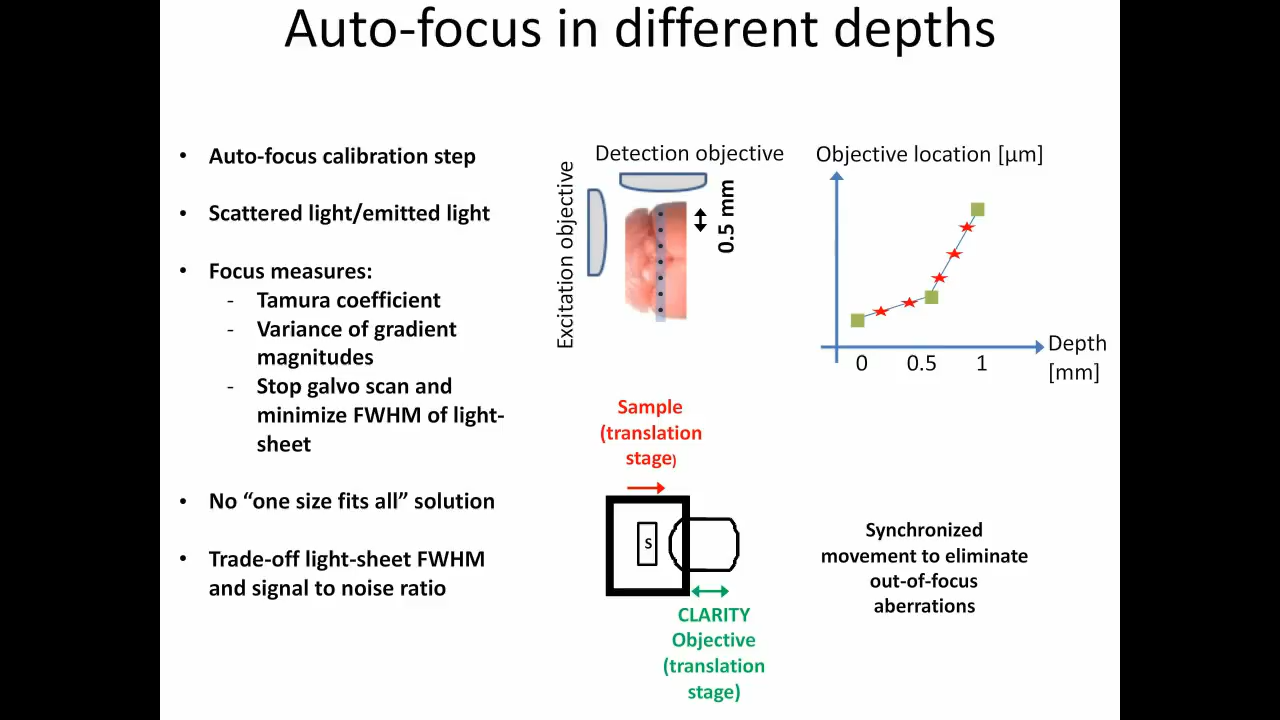 Auto-focus in different depths
• Auto-focus calibration step
• Scattered light/emitted light
• Focus measures:
- Tamura coefficient
- Variance of gradient
magnitudes
- Stop galvo scan and
minimize FWHM of light-
sheet
• No “one size fits all” solution
• Trade-off light-sheet FWHM
and signal to noise ratio
Detection objective
Excitation objective
0.5 mm
Objective location [μm]
Depth
[mm]
0 0.5 1
Sample
(translation
stage)
S
CLARITY
Objective
(translation
stage)
Synchronized
movement to eliminate
out-of-focus
aberrations